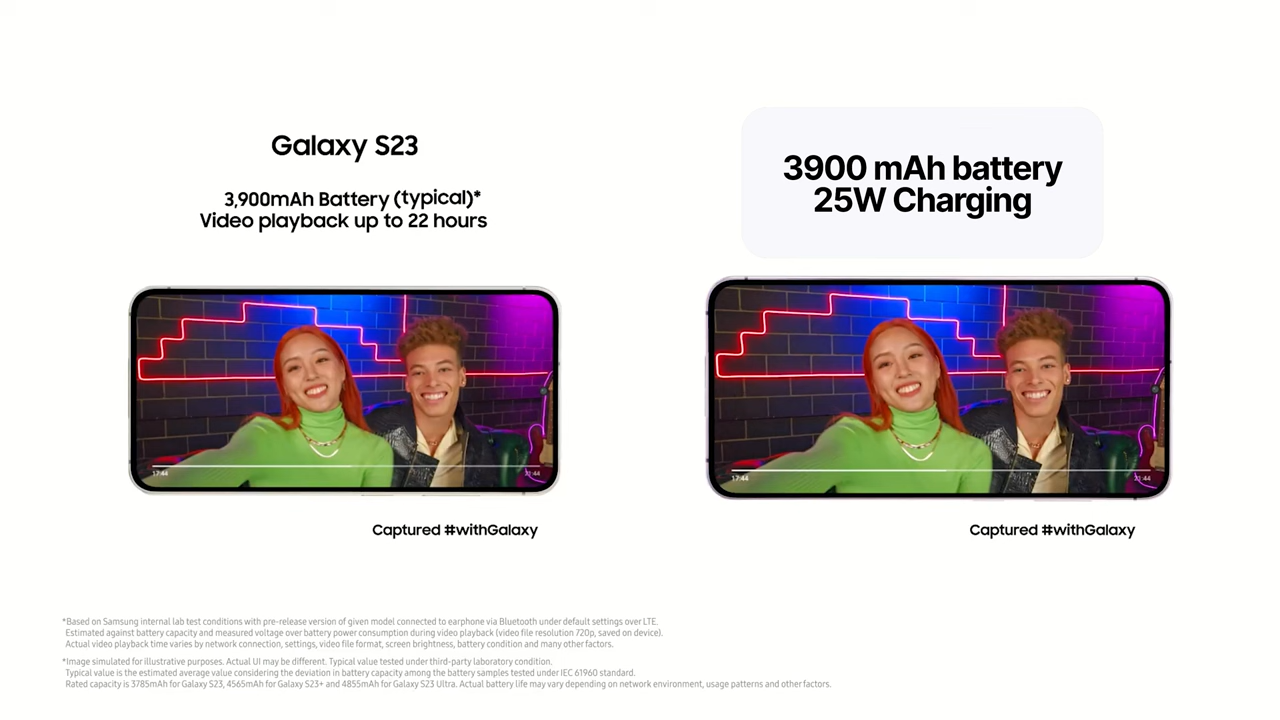 Galaxy S23
3,900mAh Battery (typical)*
Video playback up to 22 hours
3900 mAh battery
25W Charging
17:44
21:44
17:44
21:44
Captured #withGalaxy
Captured #withGalaxy
*Based on Samsung internal lab test conditions with pre-release version of given model connected to earphone via Bluetooth under default settings over LTE.
Estimated against battery capacity and measured voltage over battery power consumption during video playback (video file resolution 720p, saved on device).
Actual video playback time varies by network connection, settings, video file format, screen brightness, battery condition and many other factors.
*Image simulated for illustrative purposes. Actual UI may be different. Typical value tested under third-party laboratory condition.
Typical value is the estimated average value considering the deviation in battery capacity among the battery samples tested under IEC 61960 standard.
Rated capacity is 3785mAh for Galaxy S23, 4565mAh for Galaxy S23+ and 4855mAh for Galaxy S23 Ultra. Actual battery life may vary depending on network environment, usage patterns and other factors.